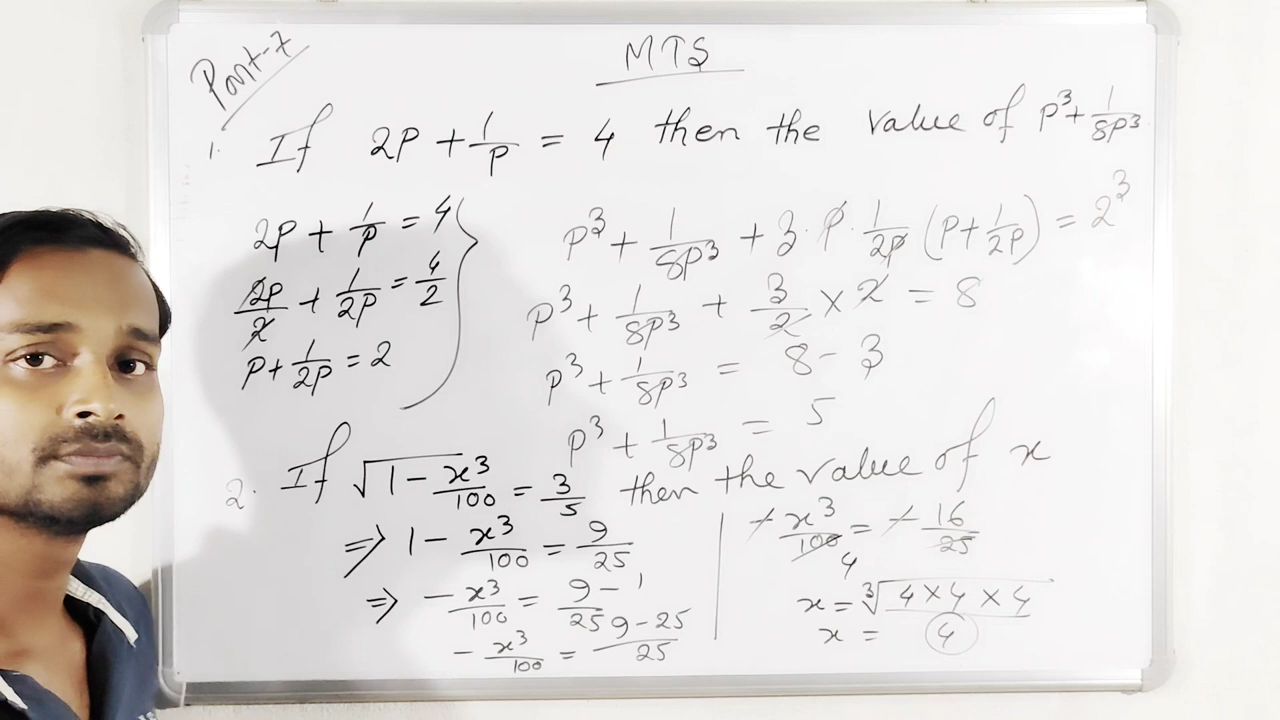 Part-7
MTS
1. If 2P + 1/P = 4 then the value of P³ + 1/8P³
2P + 1/P = 4
2P/2 + 1/2P = 4/2
P + 1/2P = 2
P³ + 1/8P³ + 3·P·1/2P (P + 1/2P) = 2³
P³ + 1/8P³ + 3/2 × 2 = 8
P³ + 1/8P³ = 8 - 3
P³ + 1/8P³ = 5
2. If √(1 - x³/100) = 3/5 then the value of x
⇒ 1 - x³/100 = 9/25
⇒ - x³/100 = 9/25 - 1
- x³/100 = 9-25/25
- x³/100 = - 16/25
4
x = ³√(4 × 4 × 4)
x = 4